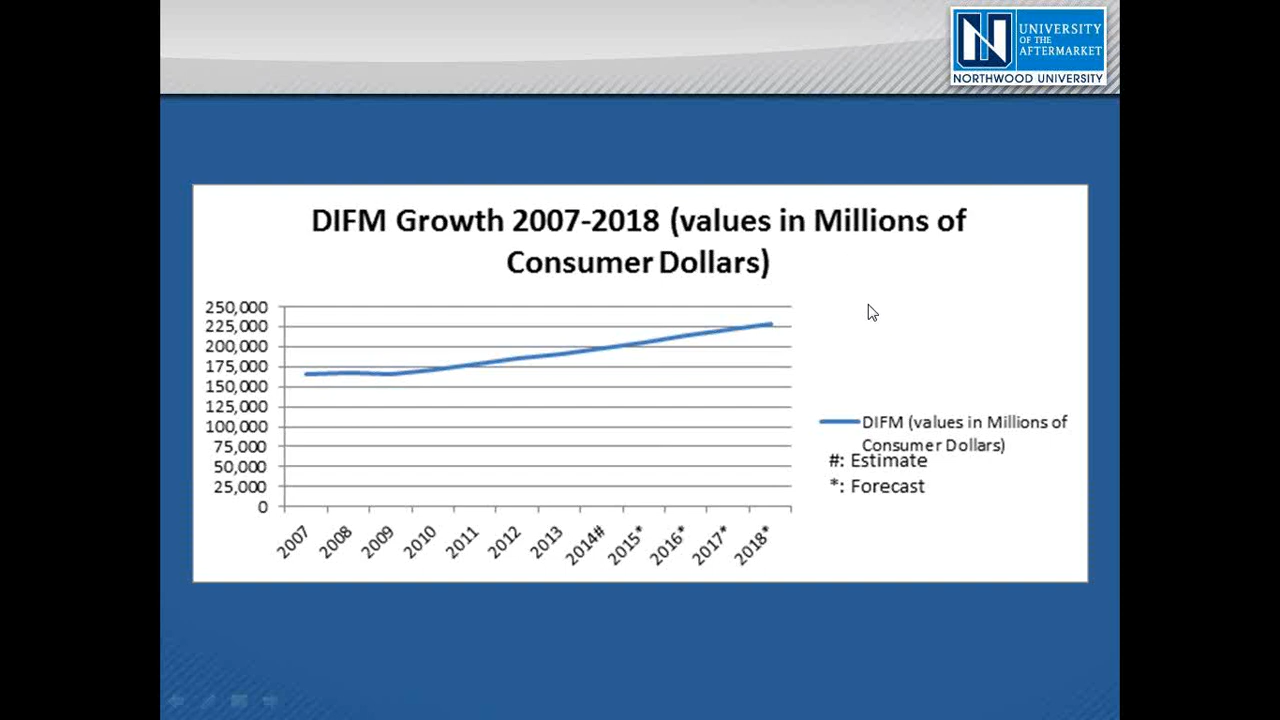 N
UNIVERSITY
OF THE
AFTERMARKET
NORTHWOOD UNIVERSITY
DIFM Growth 2007-2018 (values in Millions of
Consumer Dollars)
250,000
225,000
200,000
175,000
150,000
125,000
100,000
75,000
50,000
25,000
0
2007 2008 2009 2010 2011 2012 2013 2014# 2015* 2016* 2017* 2018*
DIFM (values in Millions of
Consumer Dollars)
#: Estimate
*: Forecast